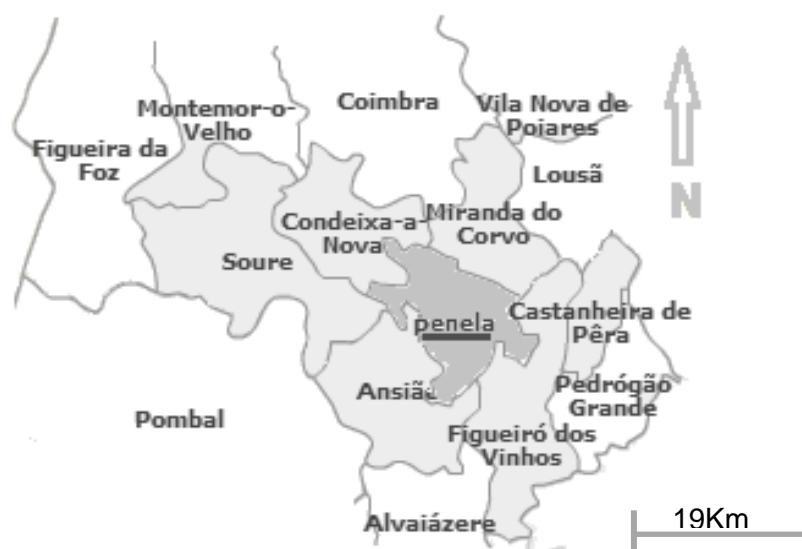 Coimbra
Vila Nova de
Poiares
Montemor-o-
Velho
Figueira da
Foz
Lousã
N
Condeixa-a-
Nova
Miranda do
Corvo
Soure
Castanheira de
Pêra
penela
Ansião
Pedrógão
Grande
Pombal
Figueiró dos
Vinhos
Alvaiázere
19Km